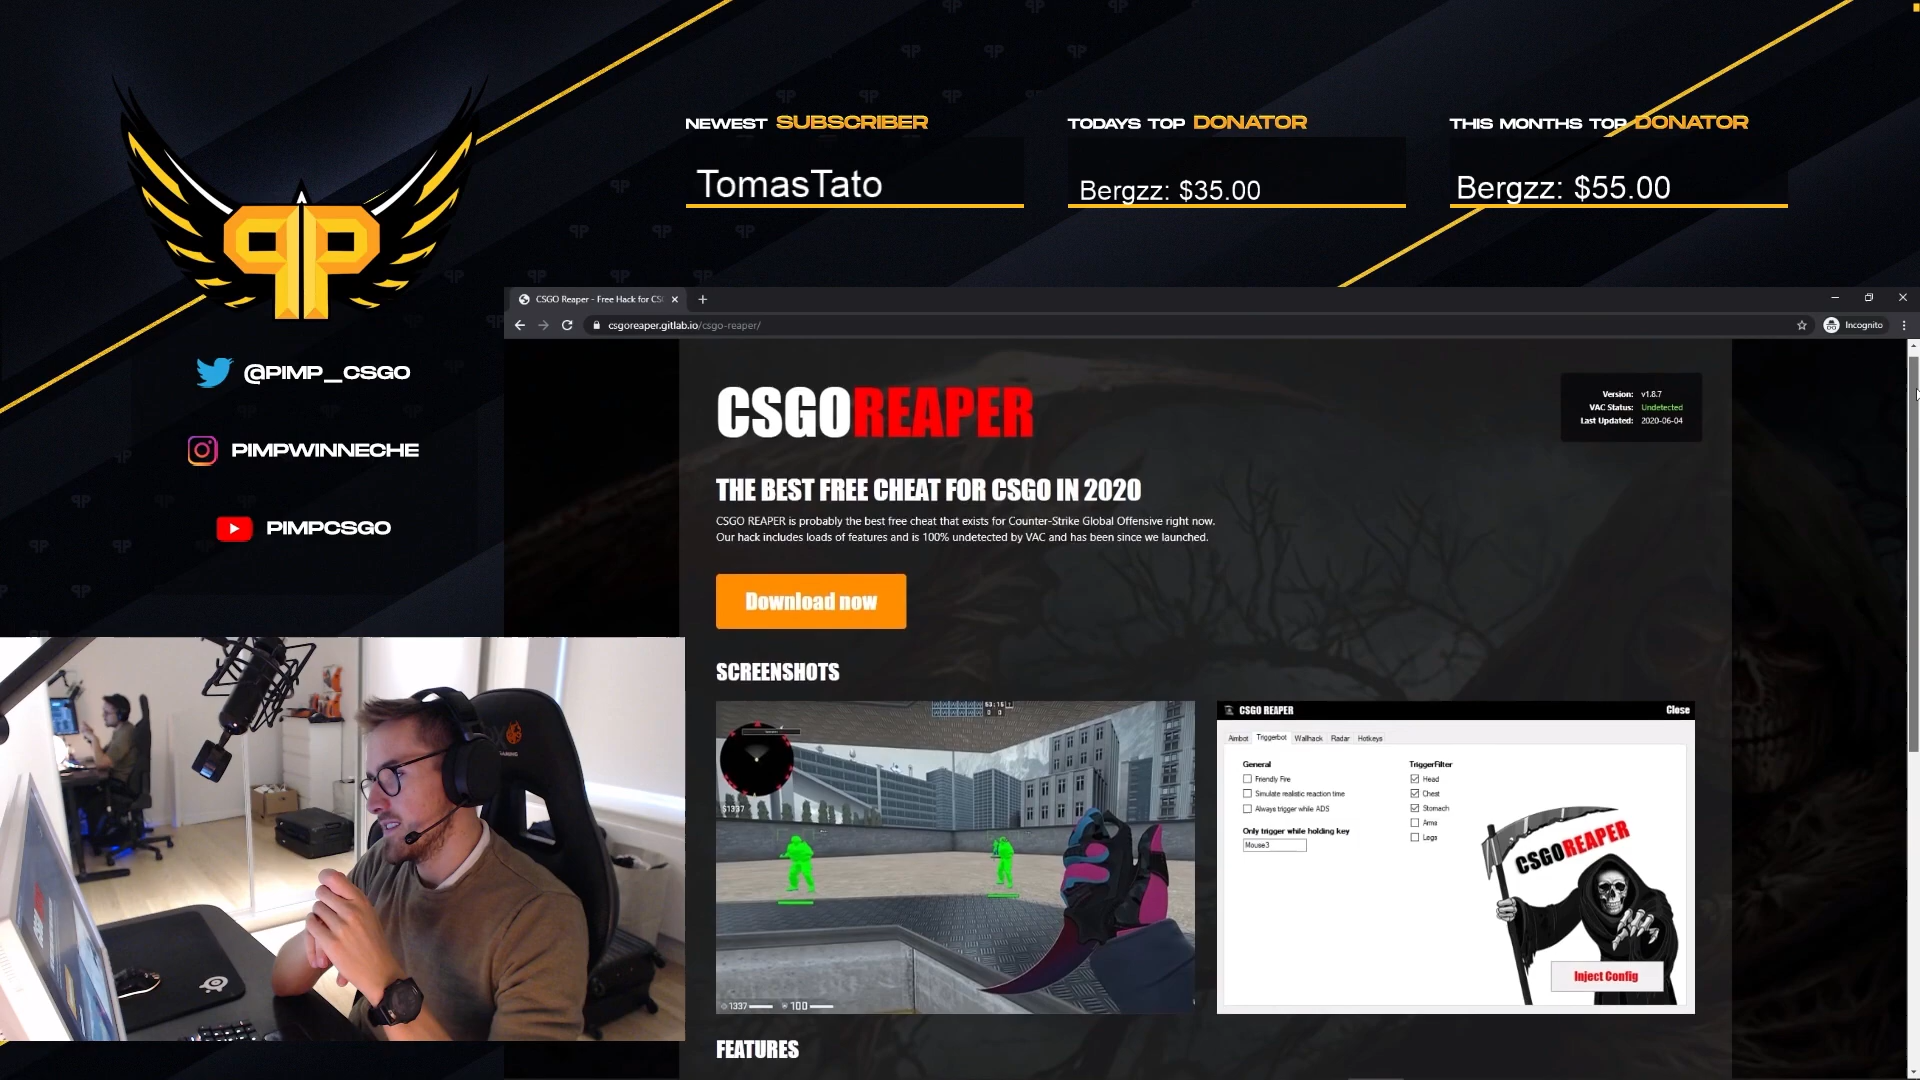 NEWEST SUBSCRIBER
TomasTato
TODAYS TOP DONATOR
Bergzz: $35.00
THIS MONTHS TOP DONATOR
Bergzz: $55.00
@PIMP_CSGO
PIMPWINNECHE
PIMPCSGO
CSGO Reaper - Free Hack for CS
csgoreaper.gitlab.io/csgo-reaper/
Incognito
CSGOREAPER
Version: v1.8.7
VAC Status: Undetected
Last Updated: 2020-06-04
THE BEST FREE CHEAT FOR CSGO IN 2020
CSGO REAPER is probably the best free cheat that exists for Counter-Strike Global Offensive right now.
Our hack includes loads of features and is 100% undetected by VAC and has been since we launched.
Download now
SCREENSHOTS
$1337
1337
100
CSGO REAPER
Close
Aimbot Triggerbot Wallhack Radar Hotkeys
General
Friendly Fire
Simulate realistic reaction time
Always trigger while ADS
Only trigger while holding key
Mouse3
TriggerFilter
Head
Chest
Stomach
Arms
Legs
CSGOREAPER
Inject Config
FEATURES